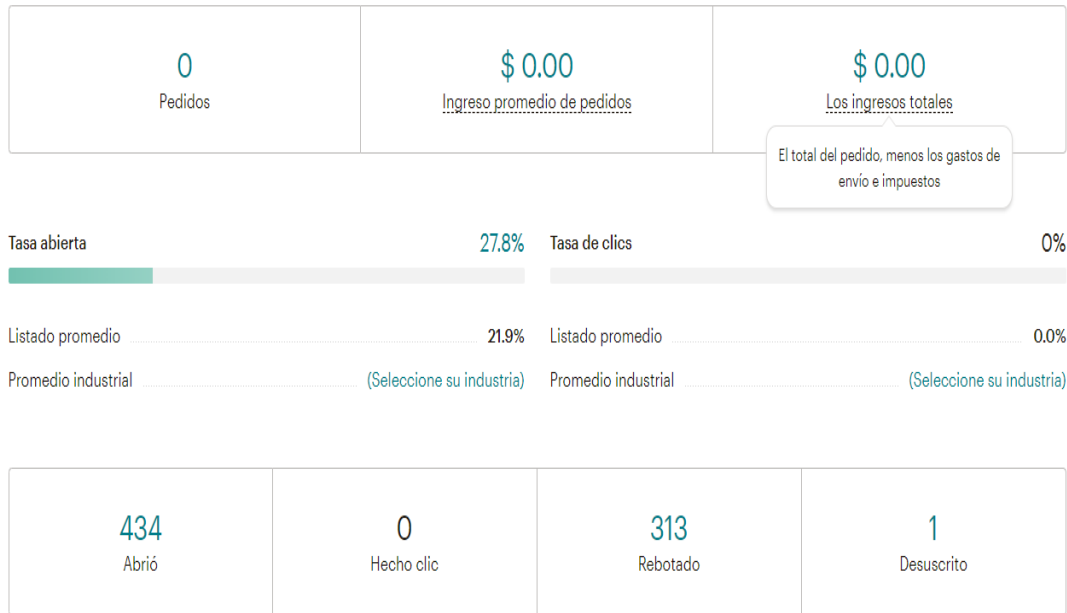 0
Pedidos
$ 0.00
Ingreso promedio de pedidos
$ 0.00
Los ingresos totales
El total del pedido, menos los gastos de
envío e impuestos
Tasa abierta 27.8%
Listado promedio 21.9%
Promedio industrial (Seleccione su industria)
Tasa de clics 0%
Listado promedio 0.0%
Promedio industrial (Seleccione su industria)
434
Abrió
0
Hecho clic
313
Rebotado
1
Desuscrito